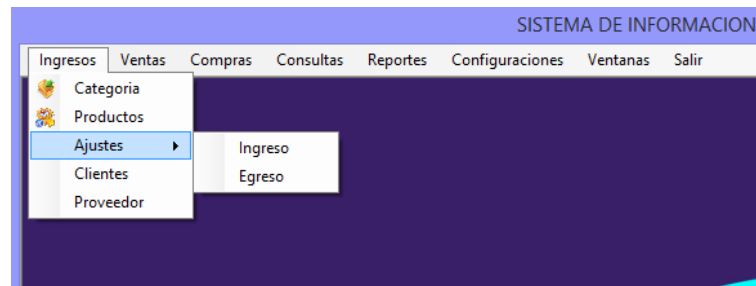 SISTEMA DE INFORMACION
Ingresos Ventas Compras Consultas Reportes Configuraciones Ventanas Salir
Categoria
Productos
Ajustes
Ingreso
Egreso
Clientes
Proveedor